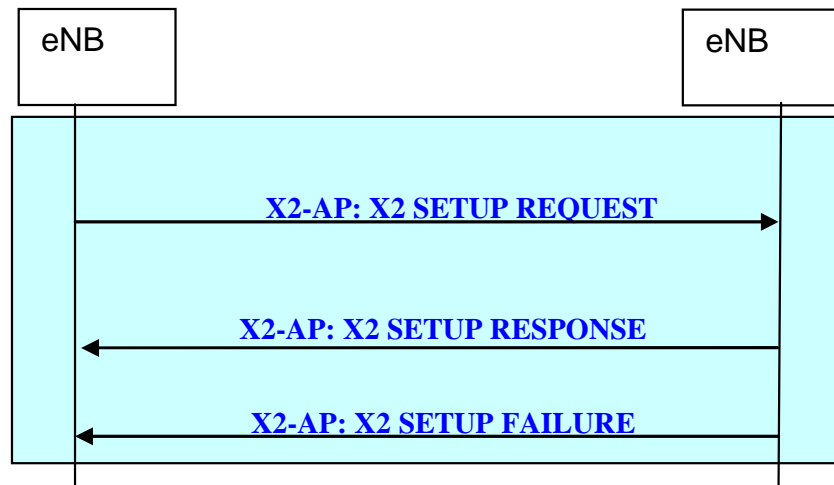 eNB
eNB
X2-AP: X2 SETUP REQUEST
X2-AP: X2 SETUP RESPONSE
X2-AP: X2 SETUP FAILURE